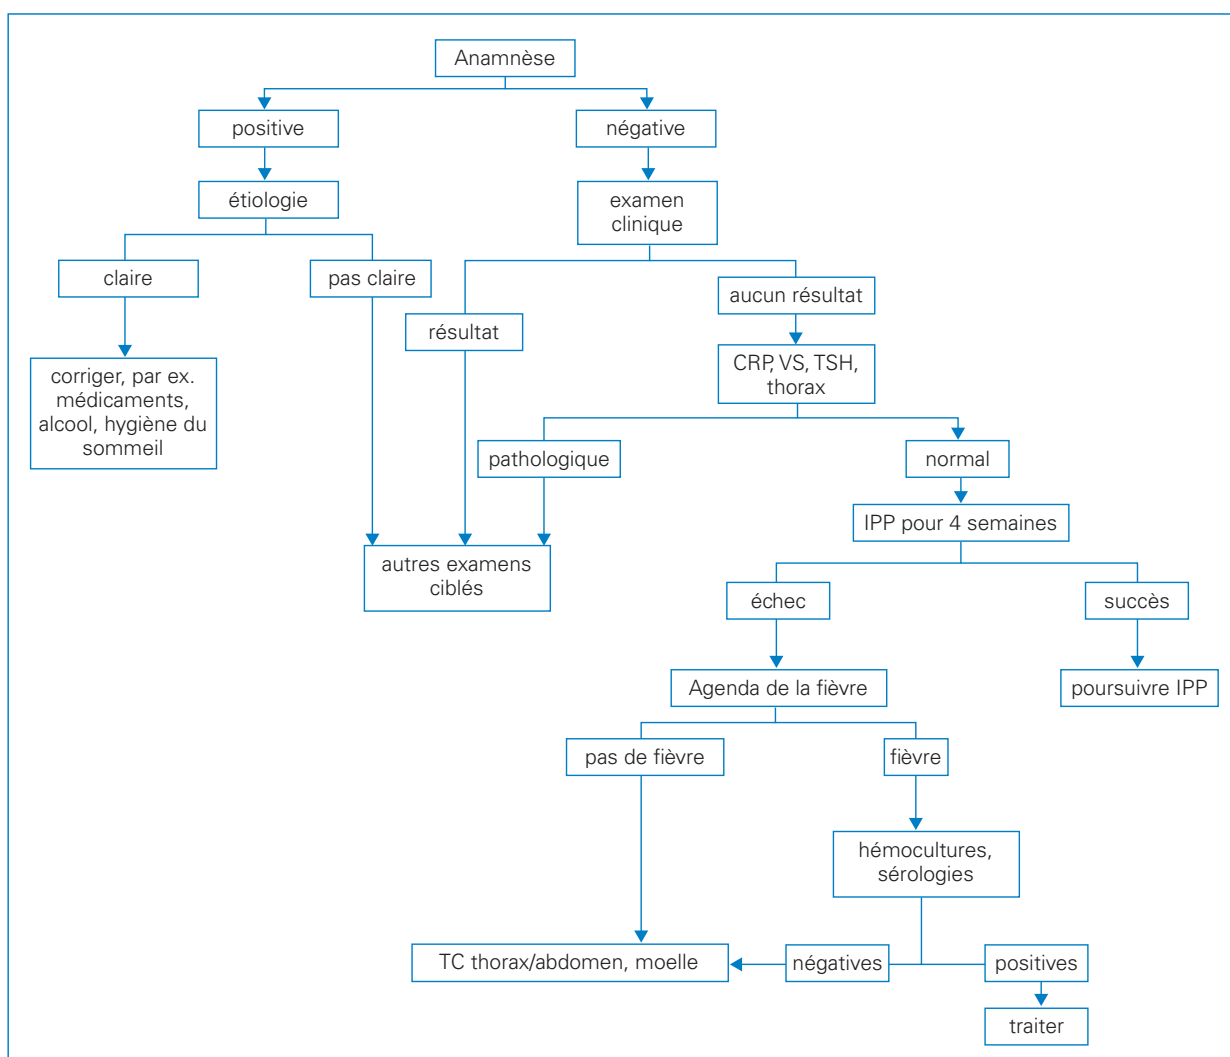 Anamnèse
positive
négative
étiologie
examen
clinique
claire
pas claire
résultat
aucun résultat
corriger, par ex.
médicaments,
alcool, hygiène du
sommeil
CRP, VS, TSH,
thorax
pathologique
normal
IPP pour 4 semaines
autres examens
ciblés
échec
succès
Agenda de la fièvre
poursuivre IPP
pas de fièvre
fièvre
hémocultures,
sérologies
TC thorax/abdomen, moelle
négatives
positives
traiter